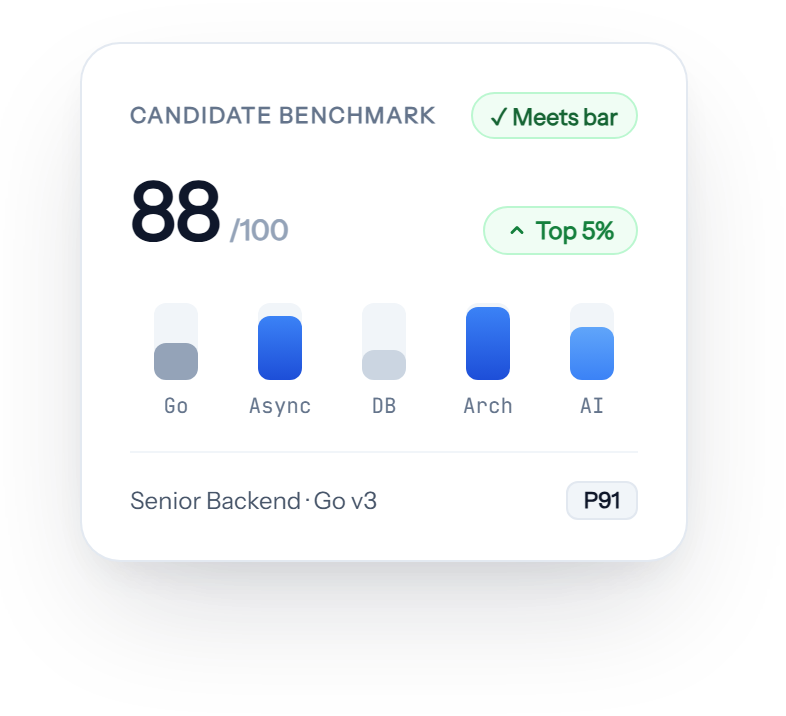 CANDIDATE BENCHMARK
✓ Meets bar
88 /100
^ Top 5%
Go Async DB Arch AI
Senior Backend · Go v3
P91